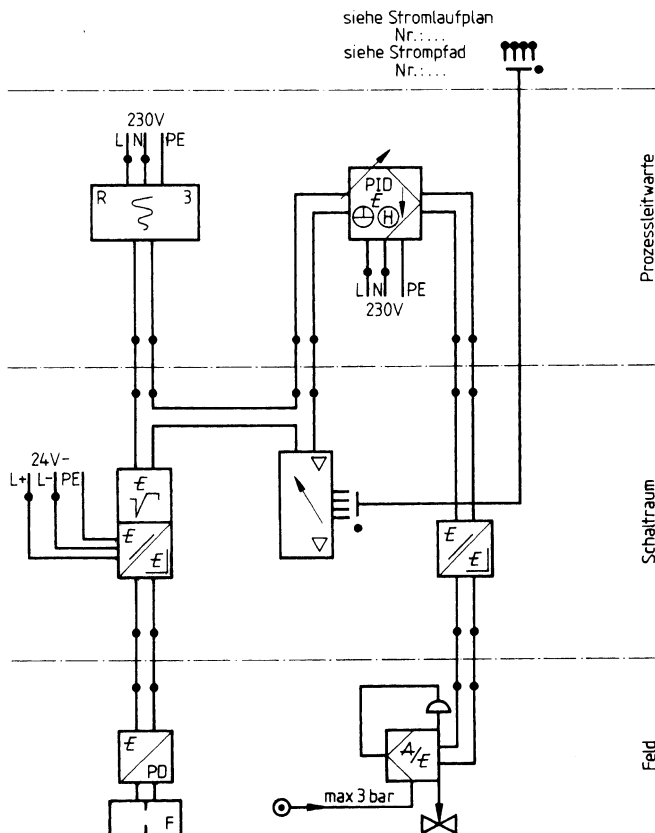 siehe Stromlaufplan
Nr.:...
siehe Strompfad
Nr.:...
230V
L N PE
R 3
PID
E
H
L N PE
230V
Prozessleitwarte
24V-
L+ L- PE
E
E
E
E
E
Schaltraum
E
PD
F
A/E
max 3 bar
Feld